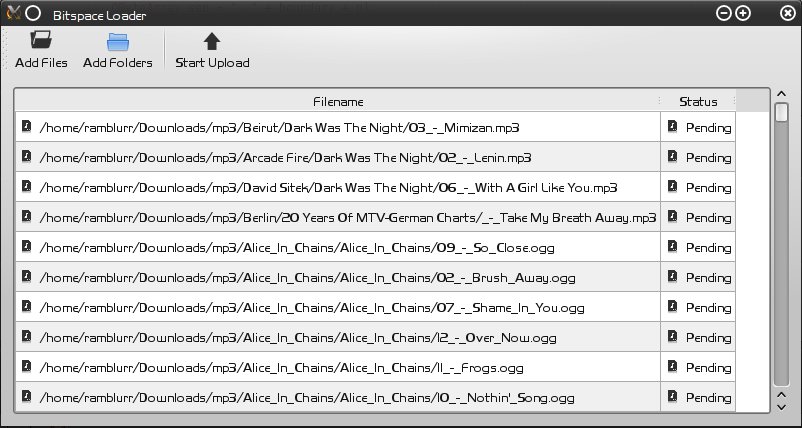 Bitspace Loader
Add Files Add Folders Start Upload
Filename Status
/home/ramblurr/Downloads/mp3/Beirut/Dark Was The Night/03_-_Mimizan.mp3 Pending
/home/ramblurr/Downloads/mp3/Arcade Fire/Dark Was The Night/02_-_Lenin.mp3 Pending
/home/ramblurr/Downloads/mp3/David Sitek/Dark Was The Night/06_-_With A Girl Like You.mp3 Pending
/home/ramblurr/Downloads/mp3/Berlin/20 Years Of MTV-German Charts/_-_Take My Breath Away.mp3 Pending
/home/ramblurr/Downloads/mp3/Alice_In_Chains/Alice_In_Chains/09_-_So_Close.ogg Pending
/home/ramblurr/Downloads/mp3/Alice_In_Chains/Alice_In_Chains/02_-_Brush_Away.ogg Pending
/home/ramblurr/Downloads/mp3/Alice_In_Chains/Alice_In_Chains/07_-_Shame_In_You.ogg Pending
/home/ramblurr/Downloads/mp3/Alice_In_Chains/Alice_In_Chains/12_-_Over_Now.ogg Pending
/home/ramblurr/Downloads/mp3/Alice_In_Chains/Alice_In_Chains/11_-_Frogs.ogg Pending
/home/ramblurr/Downloads/mp3/Alice_In_Chains/Alice_In_Chains/10_-_Nothin'_Song.ogg Pending